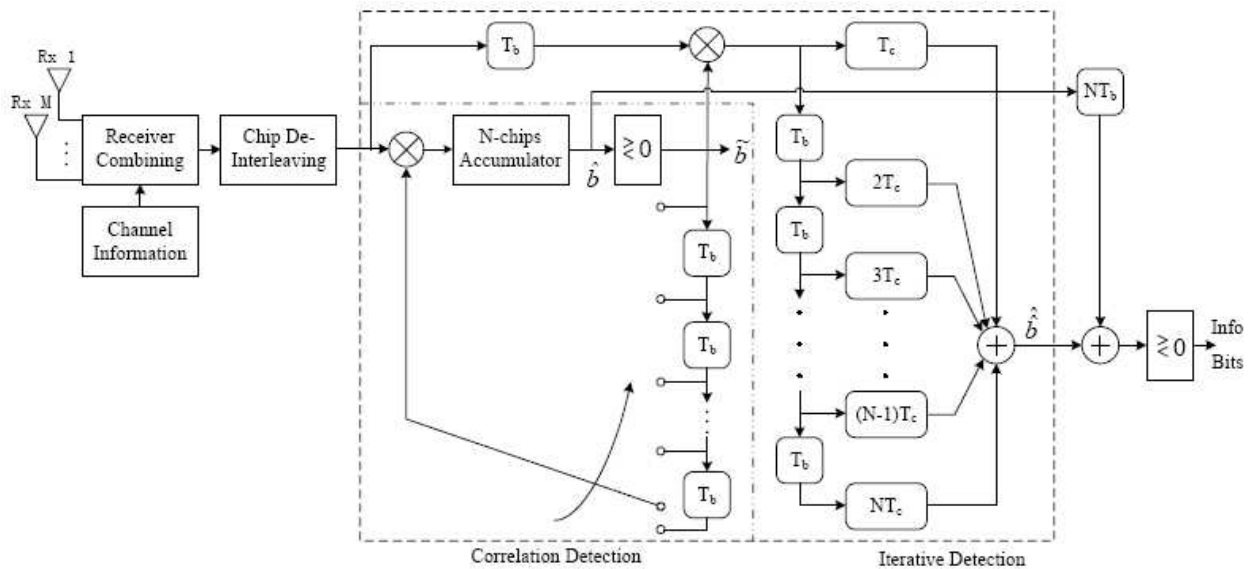 Rx 1
Rx M
Receiver
Combining
Channel
Information
Chip De-
Interleaving
T_b
N-chips
Accumulator
b̂
≷ 0
b̃
T_b
T_b
T_b
T_c
T_b
2T_c
T_b
3T_c
(N-1)T_c
T_b
NT_c
NT_b
+
b̂̂
+
≷ 0
Info
Bits
Correlation Detection
Iterative Detection